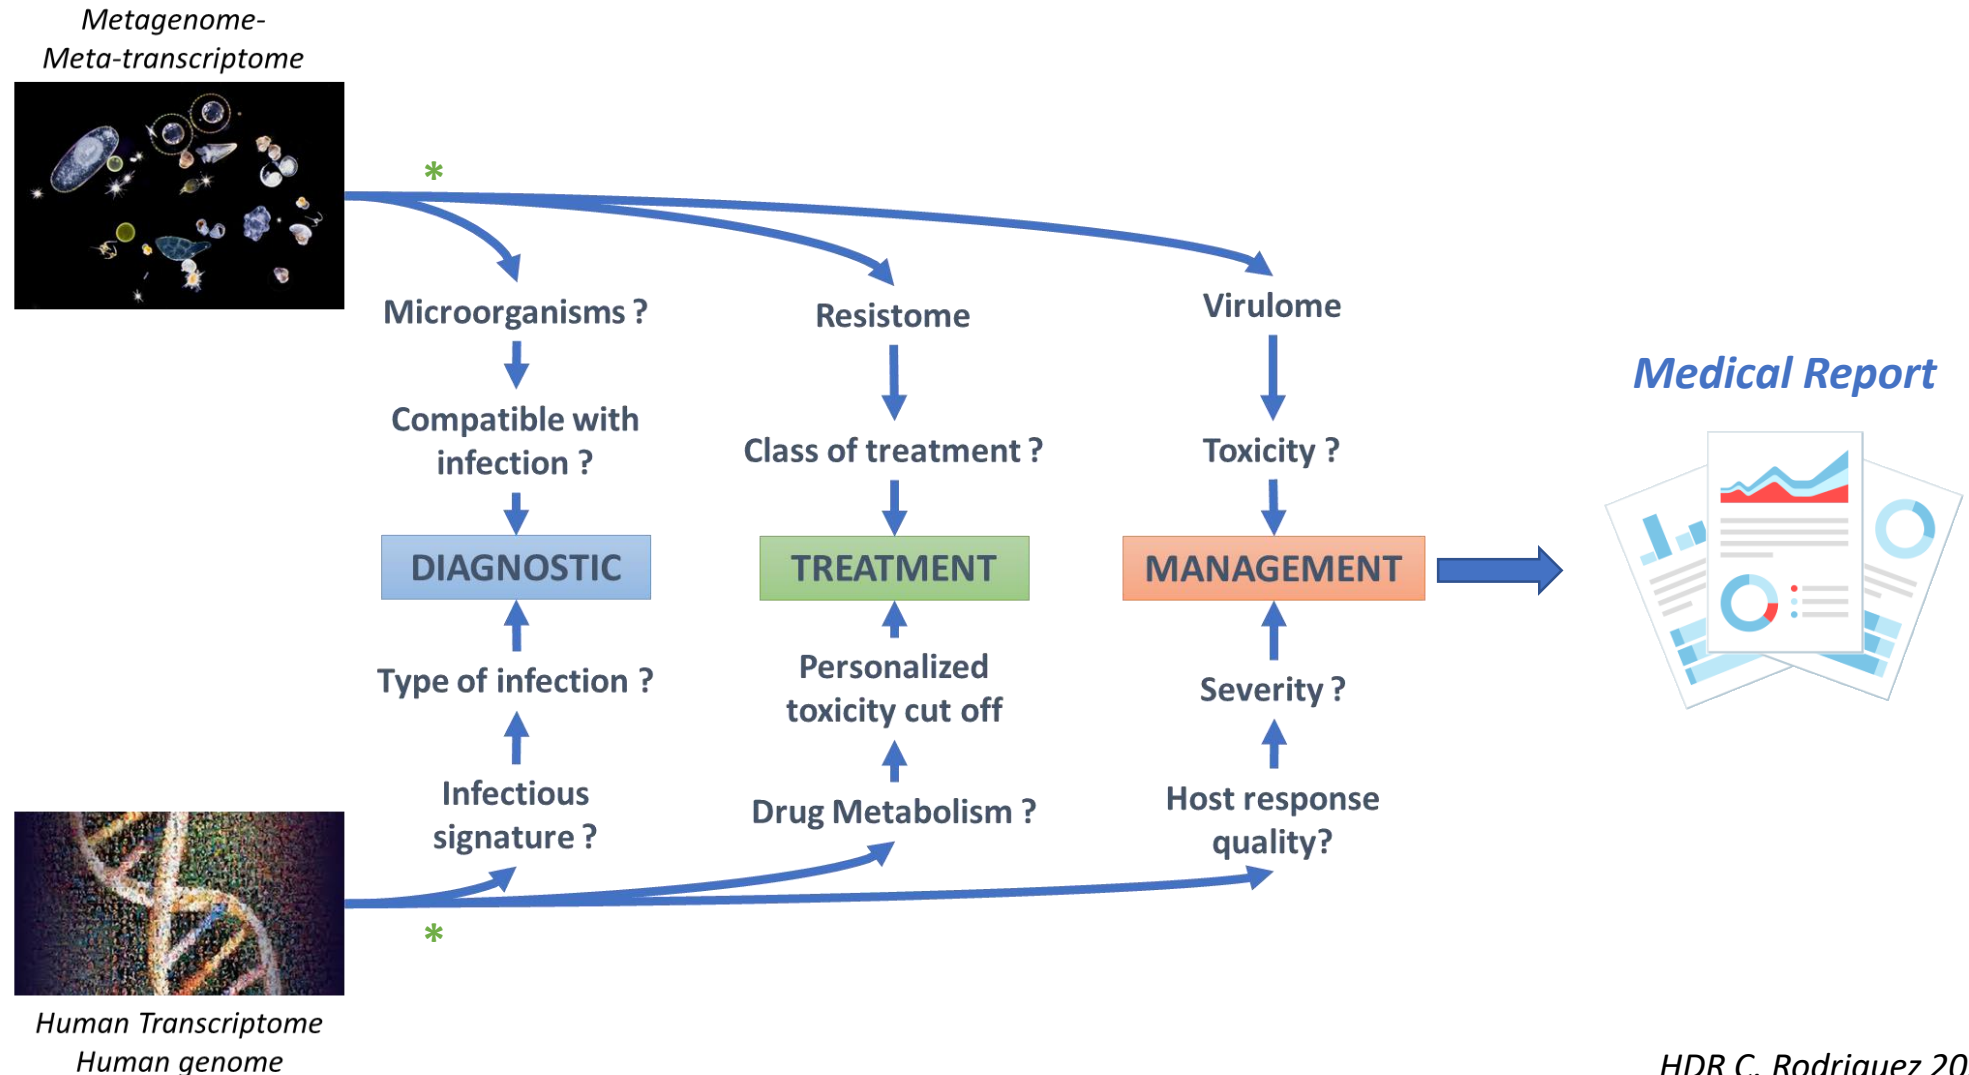 Metagenome-
Meta-transcriptome
*
Microorganisms ?
Resistome
Virulome
Compatible with
infection ?
Class of treatment ?
Toxicity ?
Medical Report
DIAGNOSTIC
TREATMENT
MANAGEMENT
Type of infection ?
Personalized
toxicity cut off
Severity ?
Infectious
signature ?
Drug Metabolism ?
Host response
quality?
*
Human Transcriptome
Human genome
HDR C. Rodriguez 20